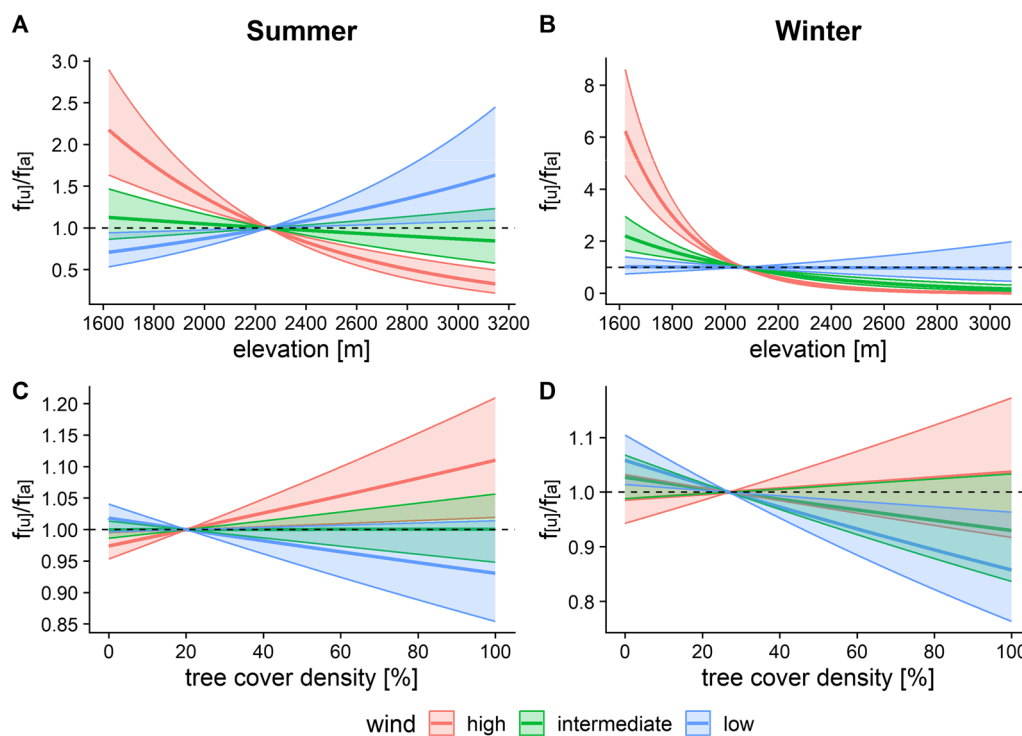 A Summer
3.0
2.5
2.0
1.5
1.0
0.5
f[u]/f[a]
1600 1800 2000 2200 2400 2600 2800 3000 3200
elevation [m]
B Winter
8
6
4
2
0
f[u]/f[a]
1600 1800 2000 2200 2400 2600 2800 3000
elevation [m]
C
1.20
1.15
1.10
1.05
1.00
0.95
0.90
0.85
f[u]/f[a]
0 20 40 60 80 100
tree cover density [%]
D
1.1
1.0
0.9
0.8
f[u]/f[a]
0 20 40 60 80 100
tree cover density [%]
wind high intermediate low